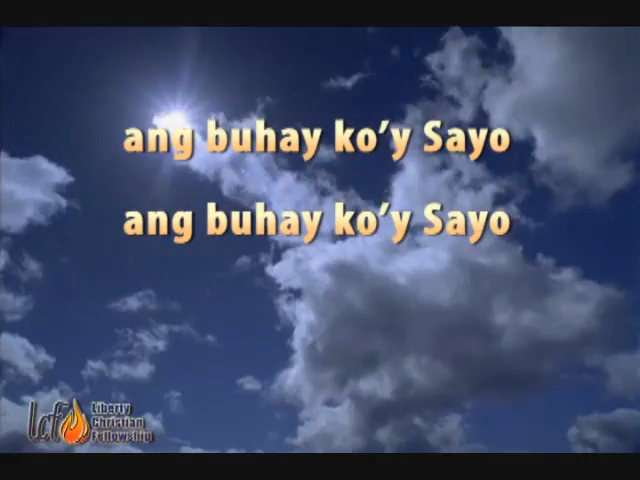 ang buhay ko'y Sayo
ang buhay ko'y Sayo
lcf
Liberty
Christian
Fellowship